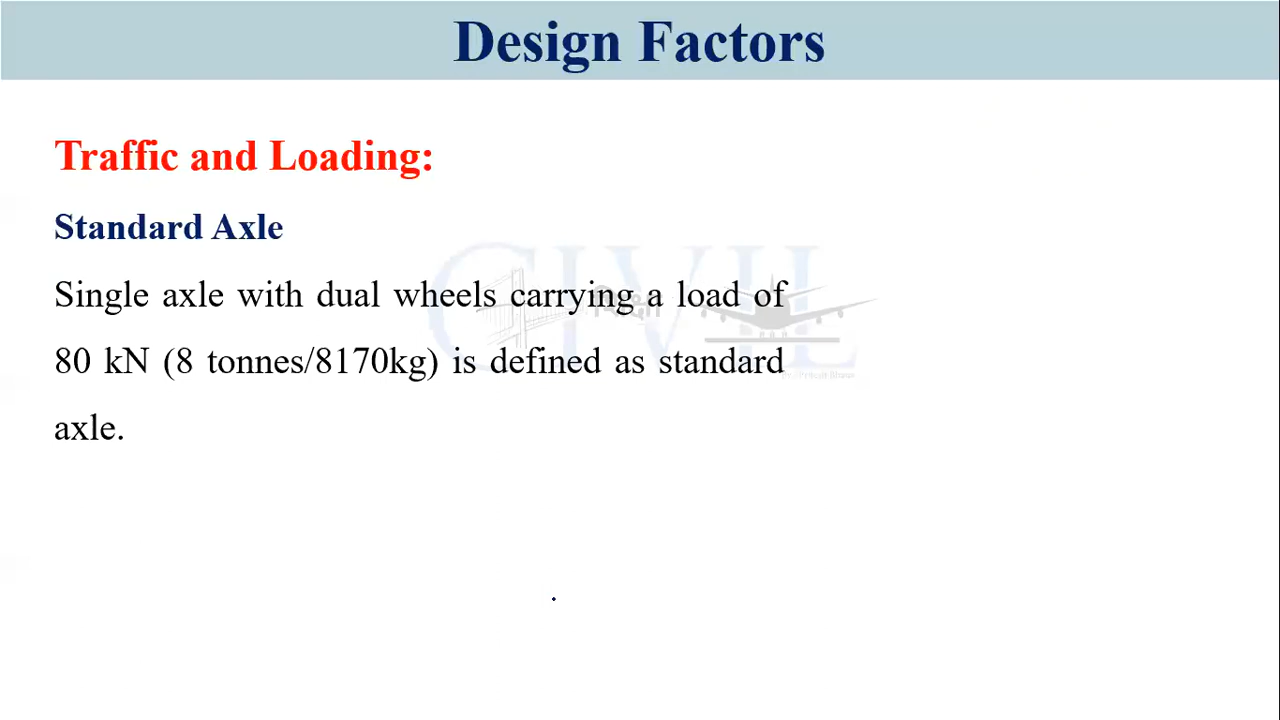 Design Factors
Traffic and Loading:
Standard Axle
Single axle with dual wheels carrying a load of
80 kN (8 tonnes/8170kg) is defined as standard
axle.
CIVIL